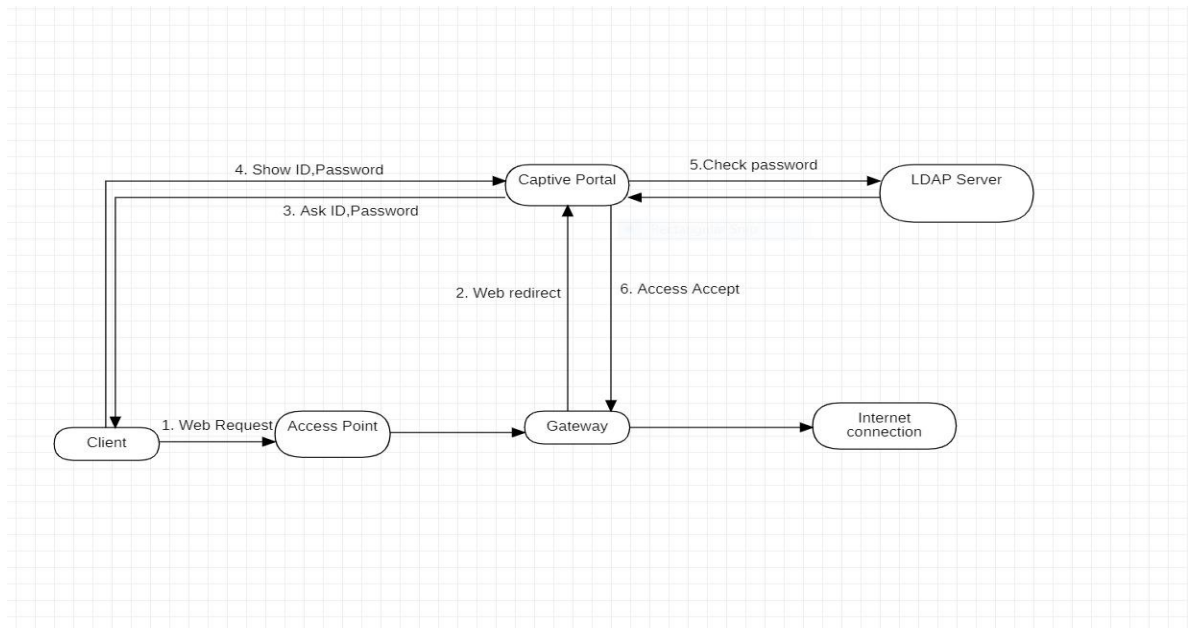 4. Show ID,Password
3. Ask ID,Password
Captive Portal
5.Check password
LDAP Server
2. Web redirect
6. Access Accept
Client
1. Web Request
Access Point
Gateway
Internet
connection